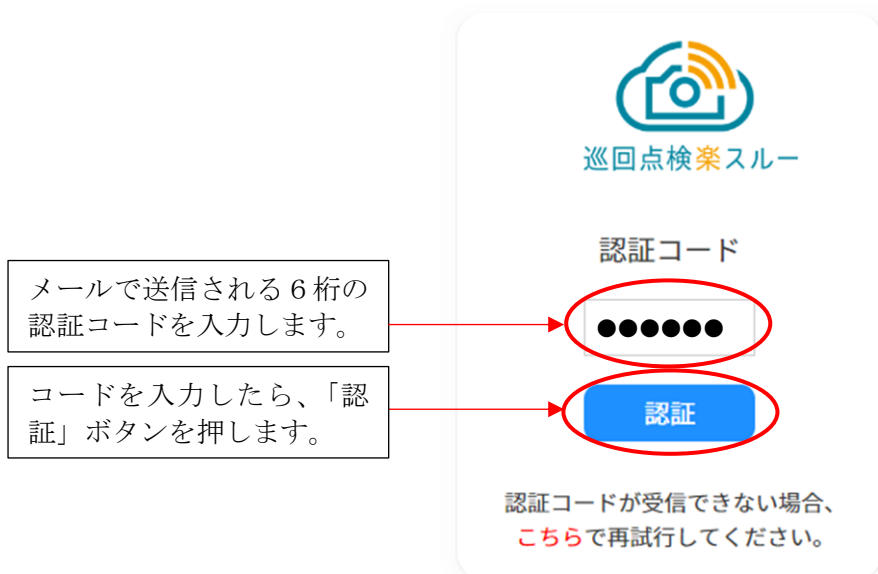 巡回点検楽スルー
認証コード
メールで送信される６桁の
認証コードを入力します。
●●●●●●
コードを入力したら、「認
証」ボタンを押します。
認証
認証コードが受信できない場合、
こちらで再試行してください。